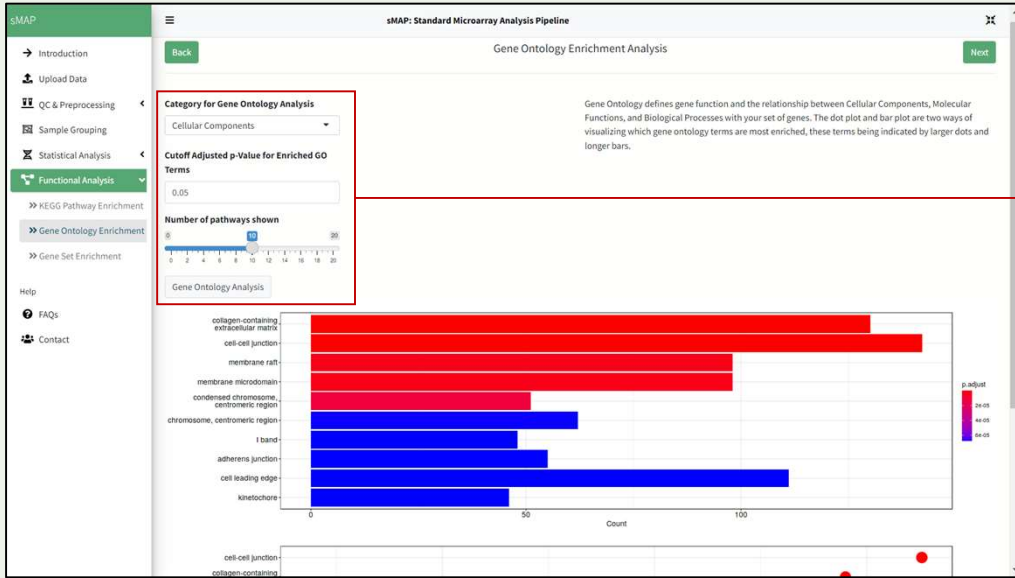 sMAP
sMAP: Standard Microarray Analysis Pipeline
Introduction
Upload Data
QC & Preprocessing
Sample Grouping
Statistical Analysis
Functional Analysis
KEGG Pathway Enrichment
Gene Ontology Enrichment
Gene Set Enrichment
Help
FAQs
Contact
Back
Gene Ontology Enrichment Analysis
Next
Category for Gene Ontology Analysis
Cellular Components
Cutoff Adjusted p-Value for Enriched GO
Terms
0.05
Number of pathways shown
0 10 20
0 2 4 6 8 10 12 14 16 18 20
Gene Ontology Analysis
Gene Ontology defines gene function and the relationship between Cellular Components, Molecular
Functions, and Biological Processes with your set of genes. The dot plot and bar plot are two ways of
visualizing which gene ontology terms are most enriched, these terms being indicated by larger dots and
longer bars.
collagen-containing
extracellular matrix
cell-cell junction
membrane raft
membrane microdomain
condensed chromosome,
centromeric region
chromosome, centromeric region
I band
adherens junction
cell leading edge
kinetochore
0 50 100
Count
p.adjust
2e-05
4e-05
6e-05
cell-cell junction
collagen-containing